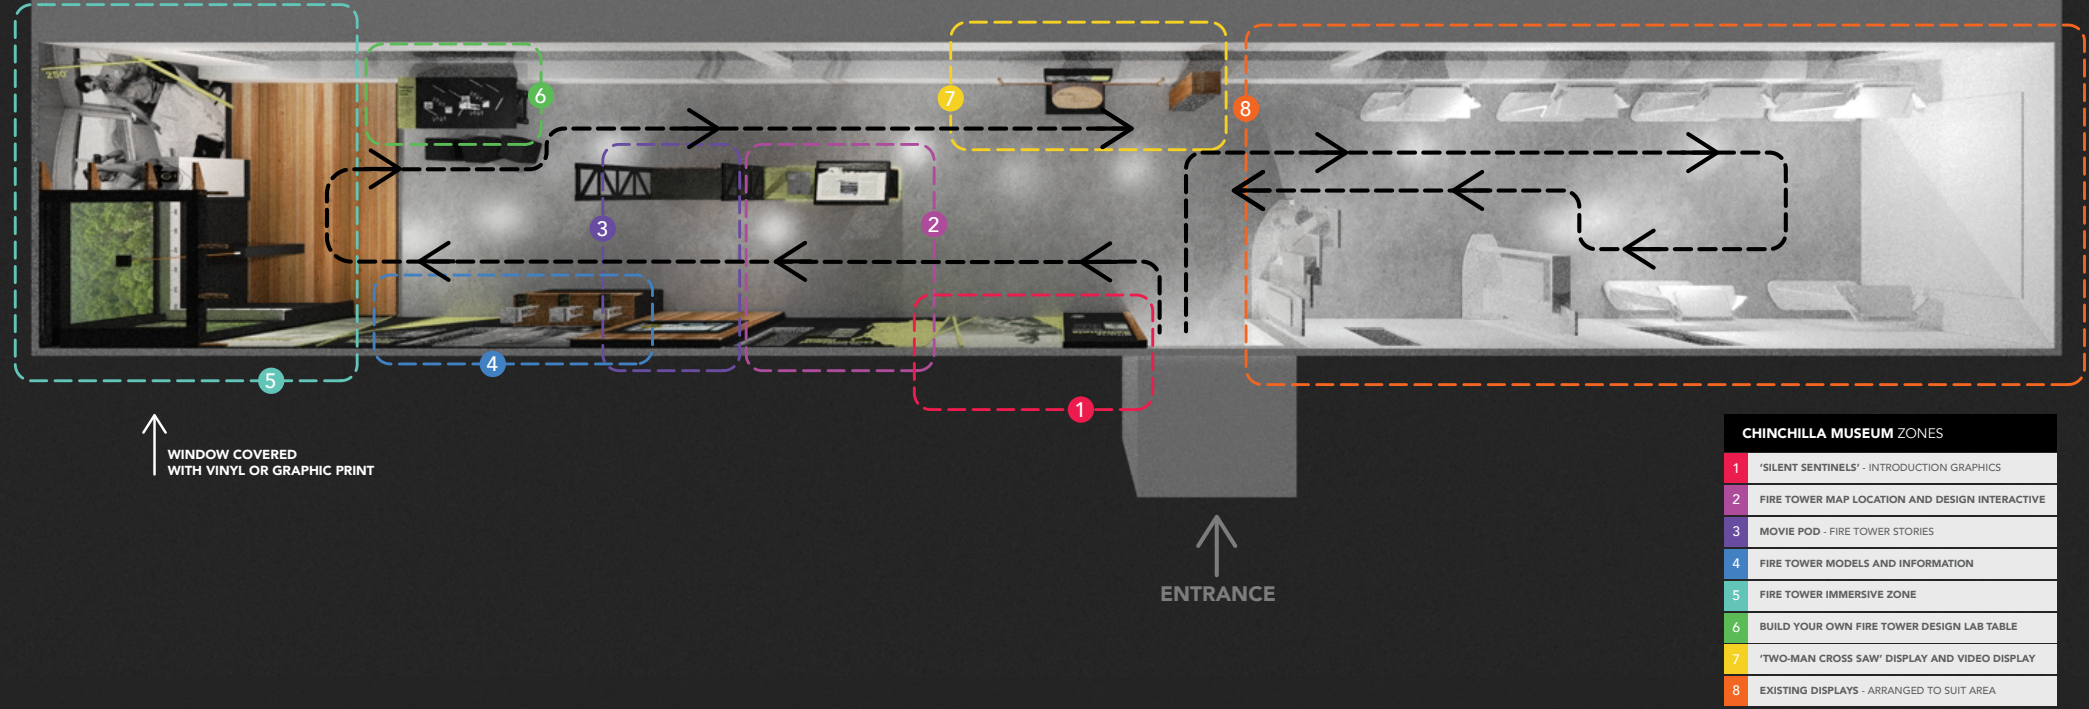 250°
6
7
8
3
2
4
5
1
WINDOW COVERED
WITH VINYL OR GRAPHIC PRINT
ENTRANCE
CHINCHILLA MUSEUM ZONES
1 ‘SILENT SENTINELS’ - INTRODUCTION GRAPHICS
2 FIRE TOWER MAP LOCATION AND DESIGN INTERACTIVE
3 MOVIE POD - FIRE TOWER STORIES
4 FIRE TOWER MODELS AND INFORMATION
5 FIRE TOWER IMMERSIVE ZONE
6 BUILD YOUR OWN FIRE TOWER DESIGN LAB TABLE
7 ‘TWO-MAN CROSS SAW’ DISPLAY AND VIDEO DISPLAY
8 EXISTING DISPLAYS - ARRANGED TO SUIT AREA